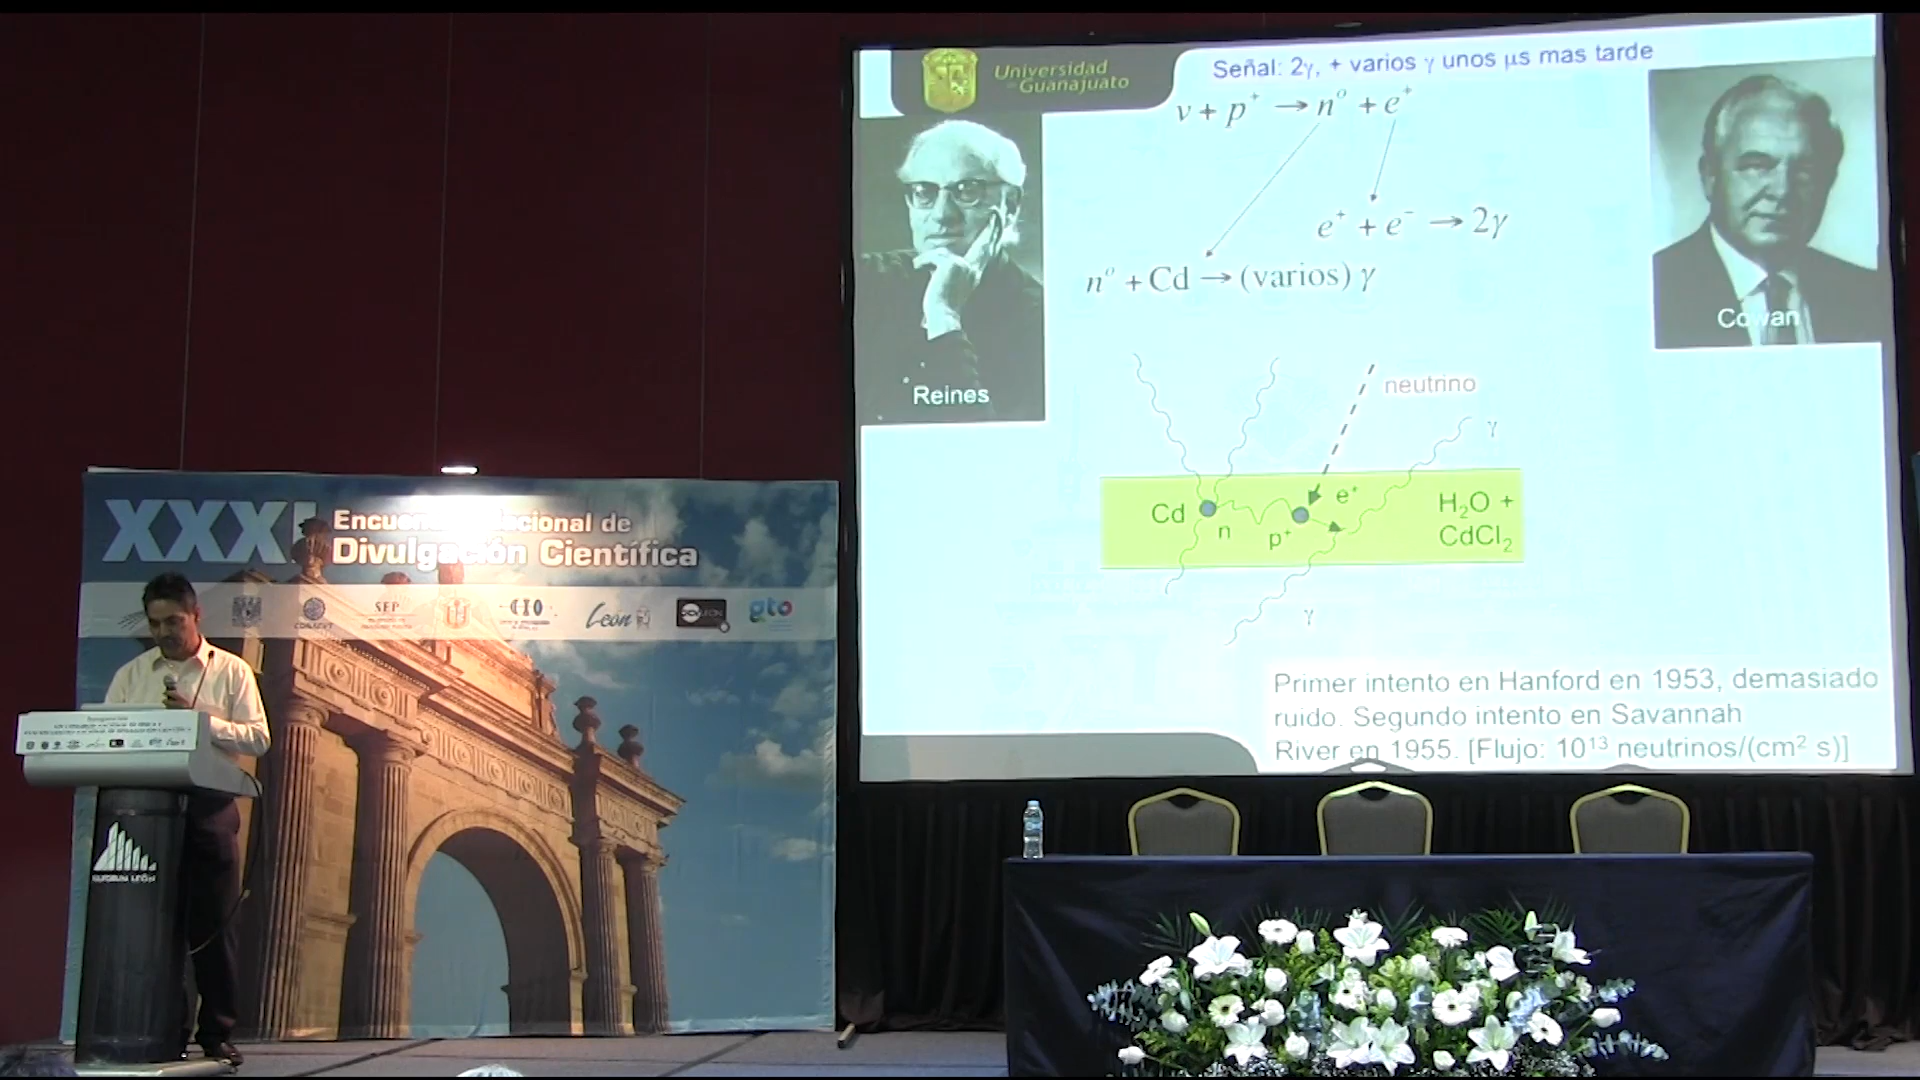 Universidad
de Guanajuato
Señal: 2γ, + varios γ unos μs mas tarde
ν + p⁺ → n⁰ + e⁺
e⁺ + e⁻ → 2γ
n⁰ + Cd → (varios) γ
Reines
Cowan
neutrino
γ
Cd
n
p⁺
e⁺
H₂O +
CdCl₂
γ
Primer intento en Hanford en 1953, demasiado
ruido. Segundo intento en Savannah
River en 1955. [Flujo: 10¹³ neutrinos/(cm² s)]
XXXI
Encuentro Nacional de
Divulgación Científica
SEP
CIO
León
gto